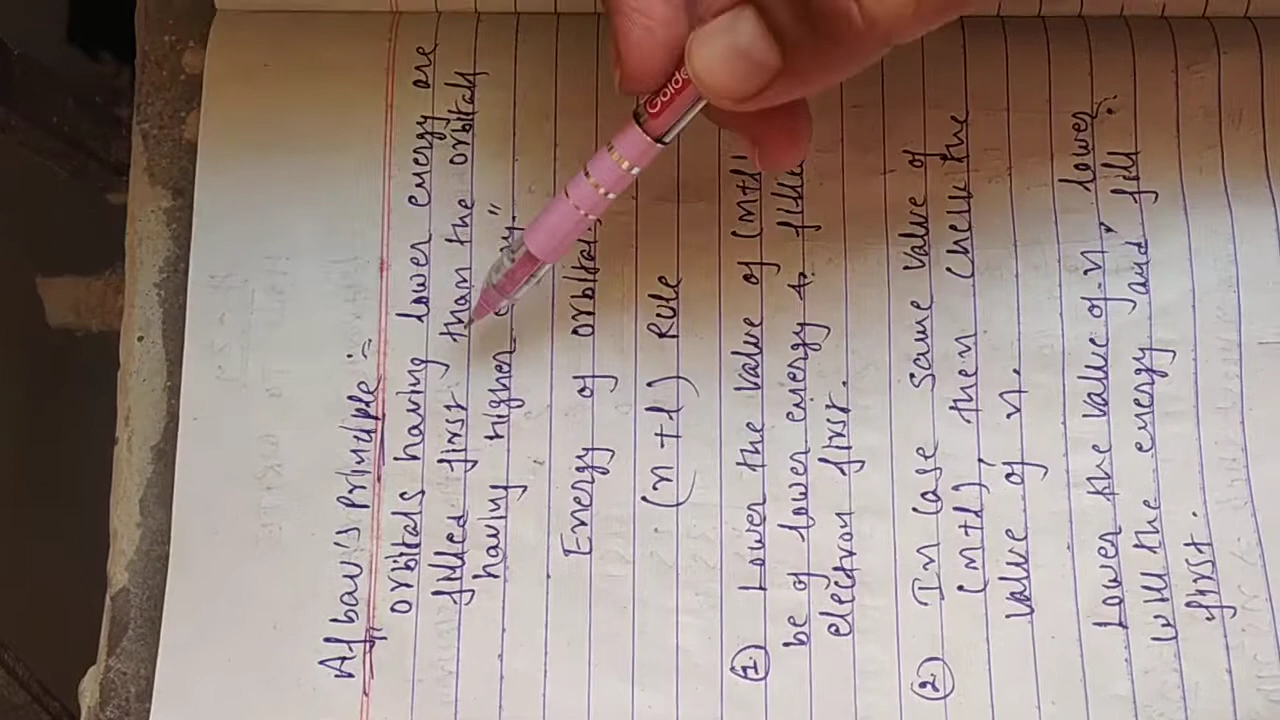 Afbau's principle :-
"orbitals having lower energy are
filled first than the orbitals
having higher
Energy of orbital
(n + l) Rule
① Lower the value of (n+l
be of lower energy & fille
electron first.
② In case same value of
(n+l), then check the
value of n.
Lower the value of n, lower
will the energy and fill
first.
Golde